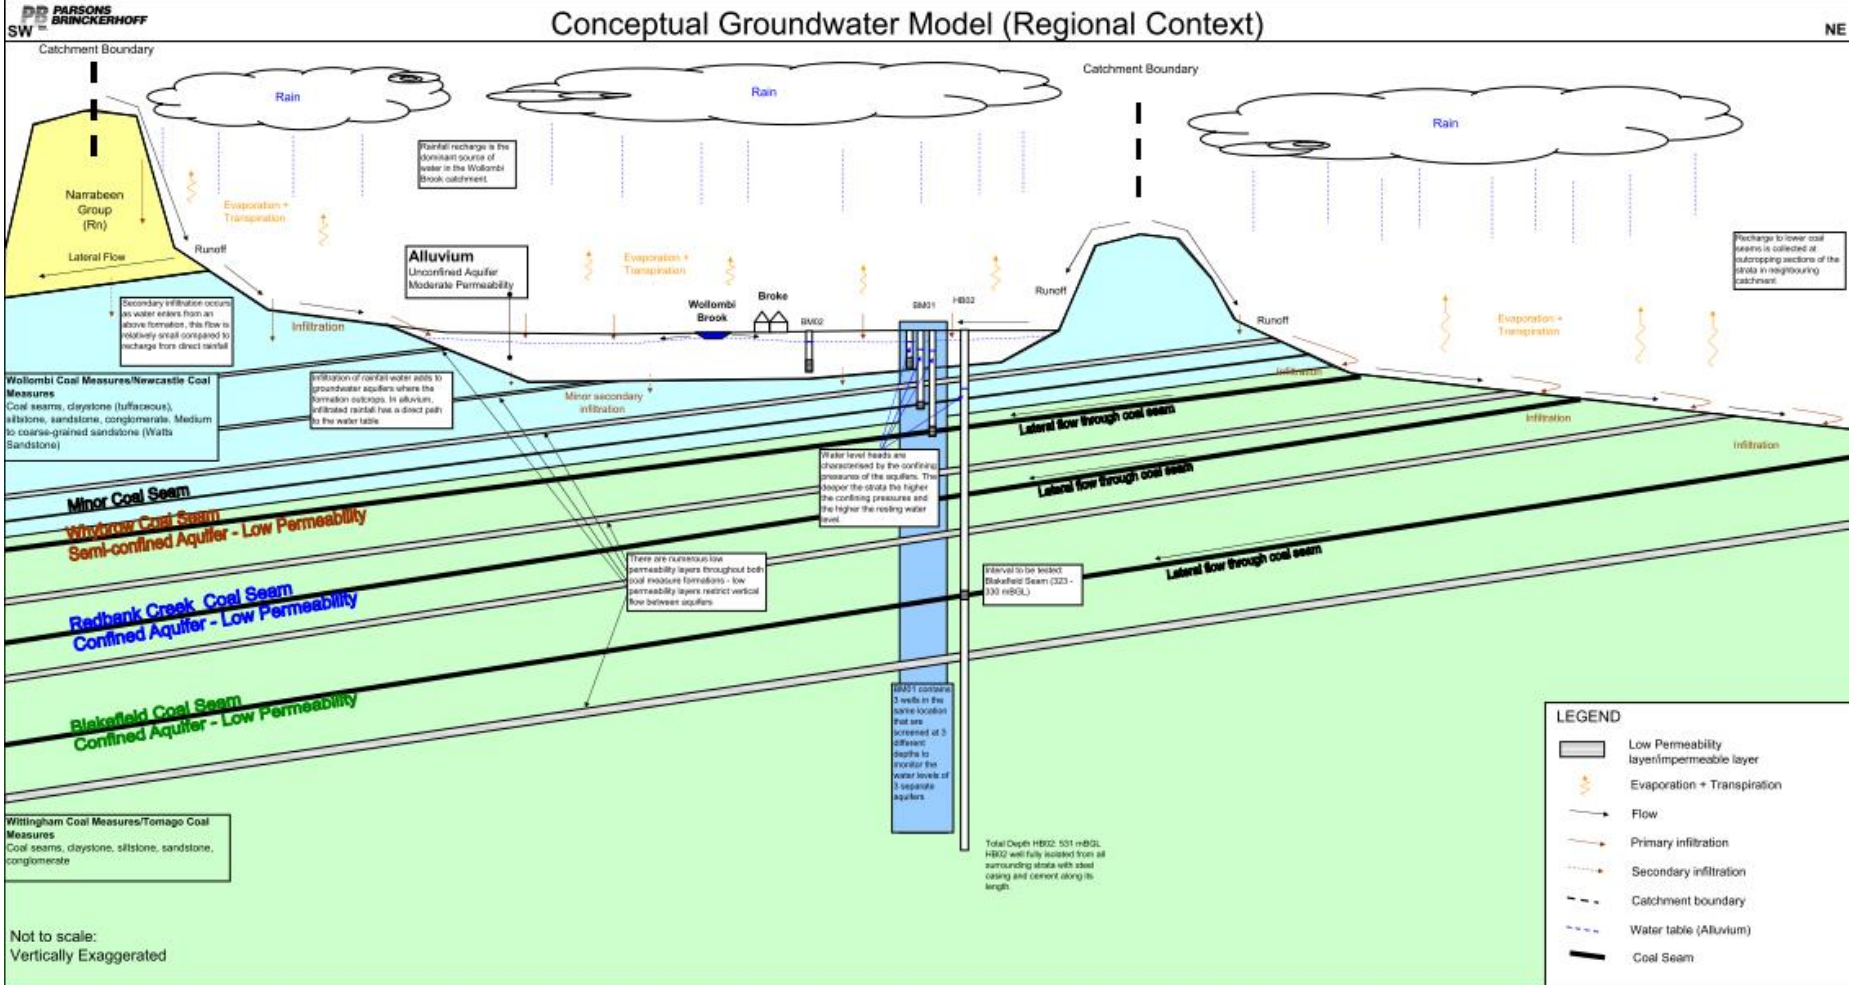 PB PARSONS
BRINCKERHOFF
SW
Conceptual Groundwater Model (Regional Context)
NE
Catchment Boundary
Catchment Boundary
Rain
Rain
Rain
Rainfall recharge is the
dominant source of
water in the Wollombi
Brook catchment.
Narrabeen
Group
(Rn)
Lateral Flow
Runoff
Evaporation +
Transpiration
Alluvium
Unconfined Aquifer
Moderate Permeability
Evaporation +
Transpiration
Wollombi
Brook
Broke
BM02
BM01
HB02
Runoff
Runoff
Recharge to lower coal
seams is collected at
outcropping sections of the
strata in neighbouring
catchment
Evaporation +
Transpiration
Secondary infiltration occurs
as water enters from an
above formation, this flow is
relatively small compared to
recharge from direct rainfall
Infiltration
Wollombi Coal Measures/Newcastle Coal
Measures
Coal seams, claystone (tuffaceous),
siltstone, sandstone, conglomerate. Medium
to coarse-grained sandstone (Watts
Sandstone)
Infiltration of rainfall water adds to
groundwater aquifers where the
formation outcrops. In alluvium,
infiltrated rainfall has a direct path
to the water table
Minor secondary
infiltration
Infiltration
Infiltration
Infiltration
Lateral flow through coal seam
Lateral flow through coal seam
Lateral flow through coal seam
Water level heads are
characterised by the confining
pressures of the aquifers. The
deeper the strata the higher
the confining pressures and
the higher the resting water
level.
Minor Coal Seam
Whybrow Coal Seam
Semi-confined Aquifer - Low Permeability
Redbank Creek Coal Seam
Confined Aquifer - Low Permeability
Blakefield Coal Seam
Confined Aquifer - Low Permeability
There are numerous low
permeability layers throughout both
coal measure formations - low
permeability layers restrict vertical
flow between aquifers
Interval to be tested:
Blakefield Seam (323 -
330 mBGL)
BM01 contains
3 wells in the
same location
that are
screened at 3
different
depths to
monitor the
water levels of
3 separate
aquifers
Total Depth HB02: 531 mBGL
HB02 well fully isolated from all
surrounding strata with steel
casing and cement along its
length.
Wittingham Coal Measures/Tomago Coal
Measures
Coal seams, claystone, siltstone, sandstone,
conglomerate
Not to scale:
Vertically Exaggerated
LEGEND
Low Permeability
layer/impermeable layer
Evaporation + Transpiration
Flow
Primary infiltration
Secondary infiltration
Catchment boundary
Water table (Alluvium)
Coal Seam